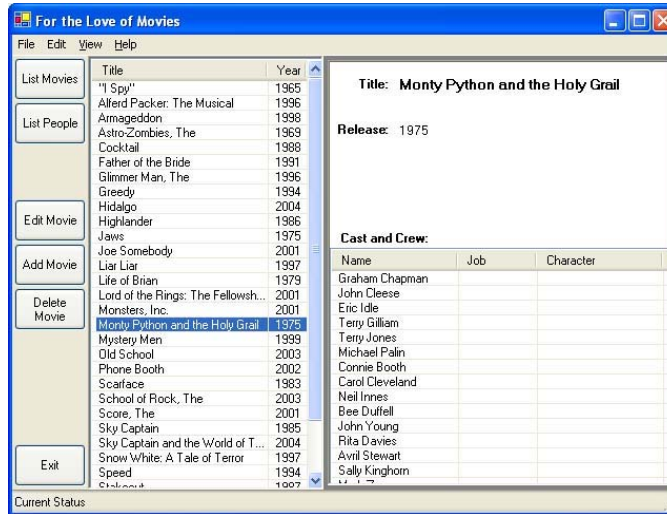 For the Love of Movies
File Edit View Help
List Movies
List People
Edit Movie
Add Movie
Delete
Movie
Exit
Title Year
"I Spy" 1965
Alferd Packer: The Musical 1996
Armageddon 1998
Astro-Zombies, The 1969
Cocktail 1988
Father of the Bride 1991
Glimmer Man, The 1996
Greedy 1994
Hidalgo 2004
Highlander 1986
Jaws 1975
Joe Somebody 2001
Liar Liar 1997
Life of Brian 1979
Lord of the Rings: The Fellowsh... 2001
Monsters, Inc. 2001
Monty Python and the Holy Grail 1975
Mystery Men 1999
Old School 2003
Phone Booth 2002
Scarface 1983
School of Rock, The 2003
Score, The 2001
Sky Captain 1985
Sky Captain and the World of T... 2004
Snow White: A Tale of Terror 1997
Speed 1994
Stakeout 1987
Title: Monty Python and the Holy Grail
Release: 1975
Cast and Crew:
Name Job Character
Graham Chapman
John Cleese
Eric Idle
Terry Gilliam
Terry Jones
Michael Palin
Connie Booth
Carol Cleveland
Neil Innes
Bee Duffell
John Young
Rita Davies
Avril Stewart
Sally Kinghorn
Current Status